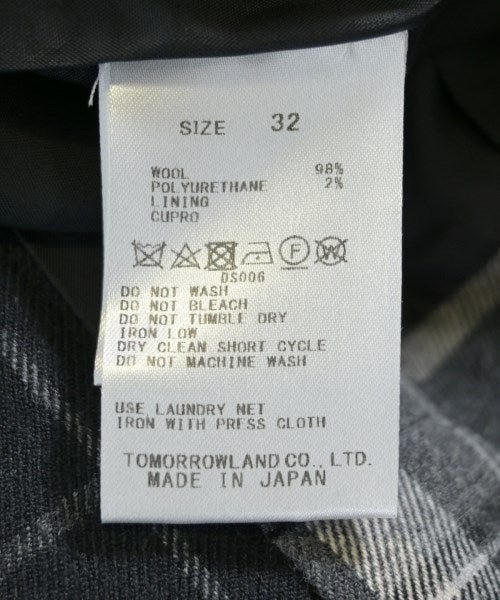 SIZE 32
WOOL 98%
POLYURETHANE 2%
LINING
CUPRO
DS006
DO NOT WASH
DO NOT BLEACH
DO NOT TUMBLE DRY
IRON LOW
DRY CLEAN SHORT CYCLE
DO NOT MACHINE WASH
USE LAUNDRY NET
IRON WITH PRESS CLOTH
TOMORROWLAND CO., LTD.
MADE IN JAPAN